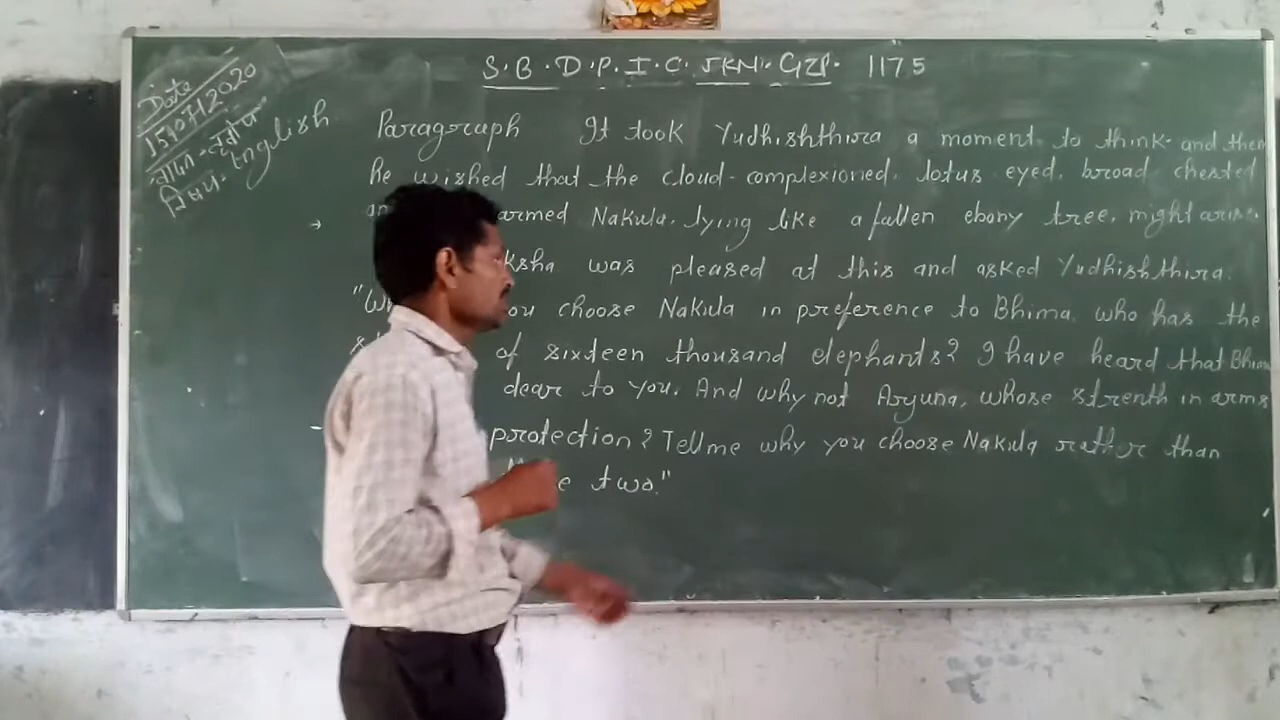 S.B.D.P.I.C. JKN. GZP. 1175
Date
15/07/2020
विषय- English
Paragraph It took Yudhishthira a moment to think and then
he wished that the cloud-complexioned, lotus eyed, broad chested
armed Nakula, lying like a fallen ebony tree, might arise.
ksha was pleased at this and asked Yudhishthira.
ou choose Nakula in preference to Bhima, who has the
of sixteen thousand elephants? I have heard that Bhim
dear to you. And why not Arjuna, whose strenth in arms
protection? Tell me why you choose Nakula rather than
e two."